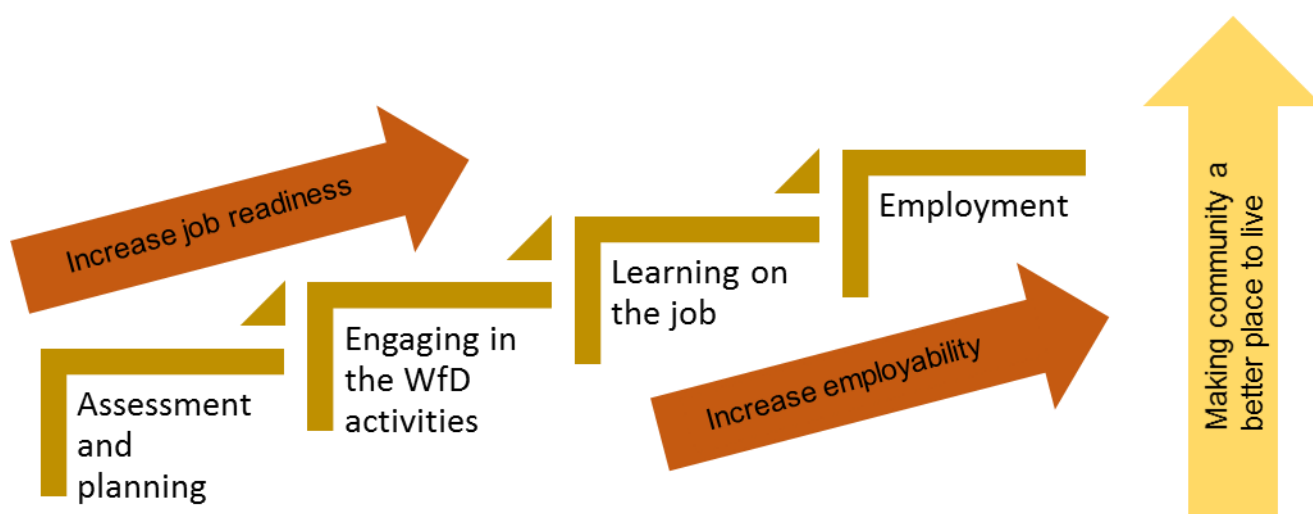 Increase job readiness
Assessment
and
planning
Engaging in
the WfD
activities
Learning on
the job
Employment
Increase employability
Making community a
better place to live